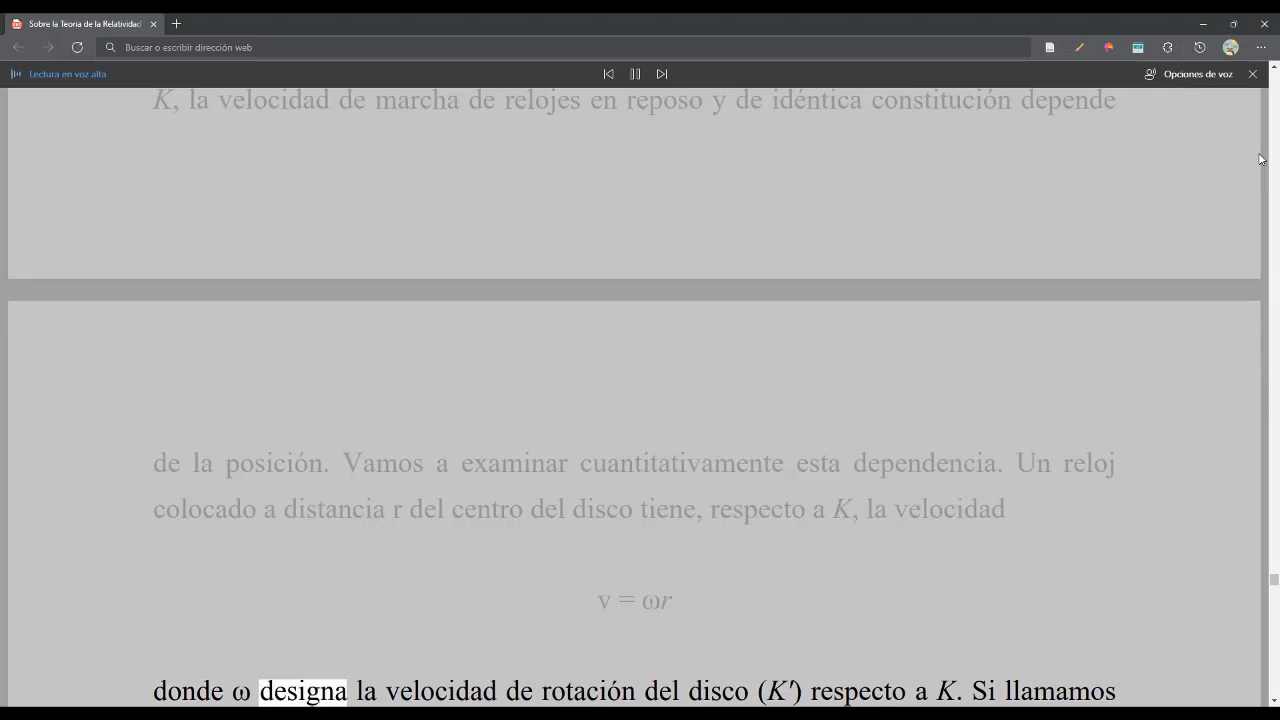 Sobre la Teoria de la Relatividad
Buscar o escribir dirección web
Lectura en voz alta
Opciones de voz
K, la velocidad de marcha de relojes en reposo y de idéntica constitución depende
de la posición. Vamos a examinar cuantitativamente esta dependencia. Un reloj
colocado a distancia r del centro del disco tiene, respecto a K, la velocidad
v = ωr
donde ω designa la velocidad de rotación del disco (K′) respecto a K. Si llamamos